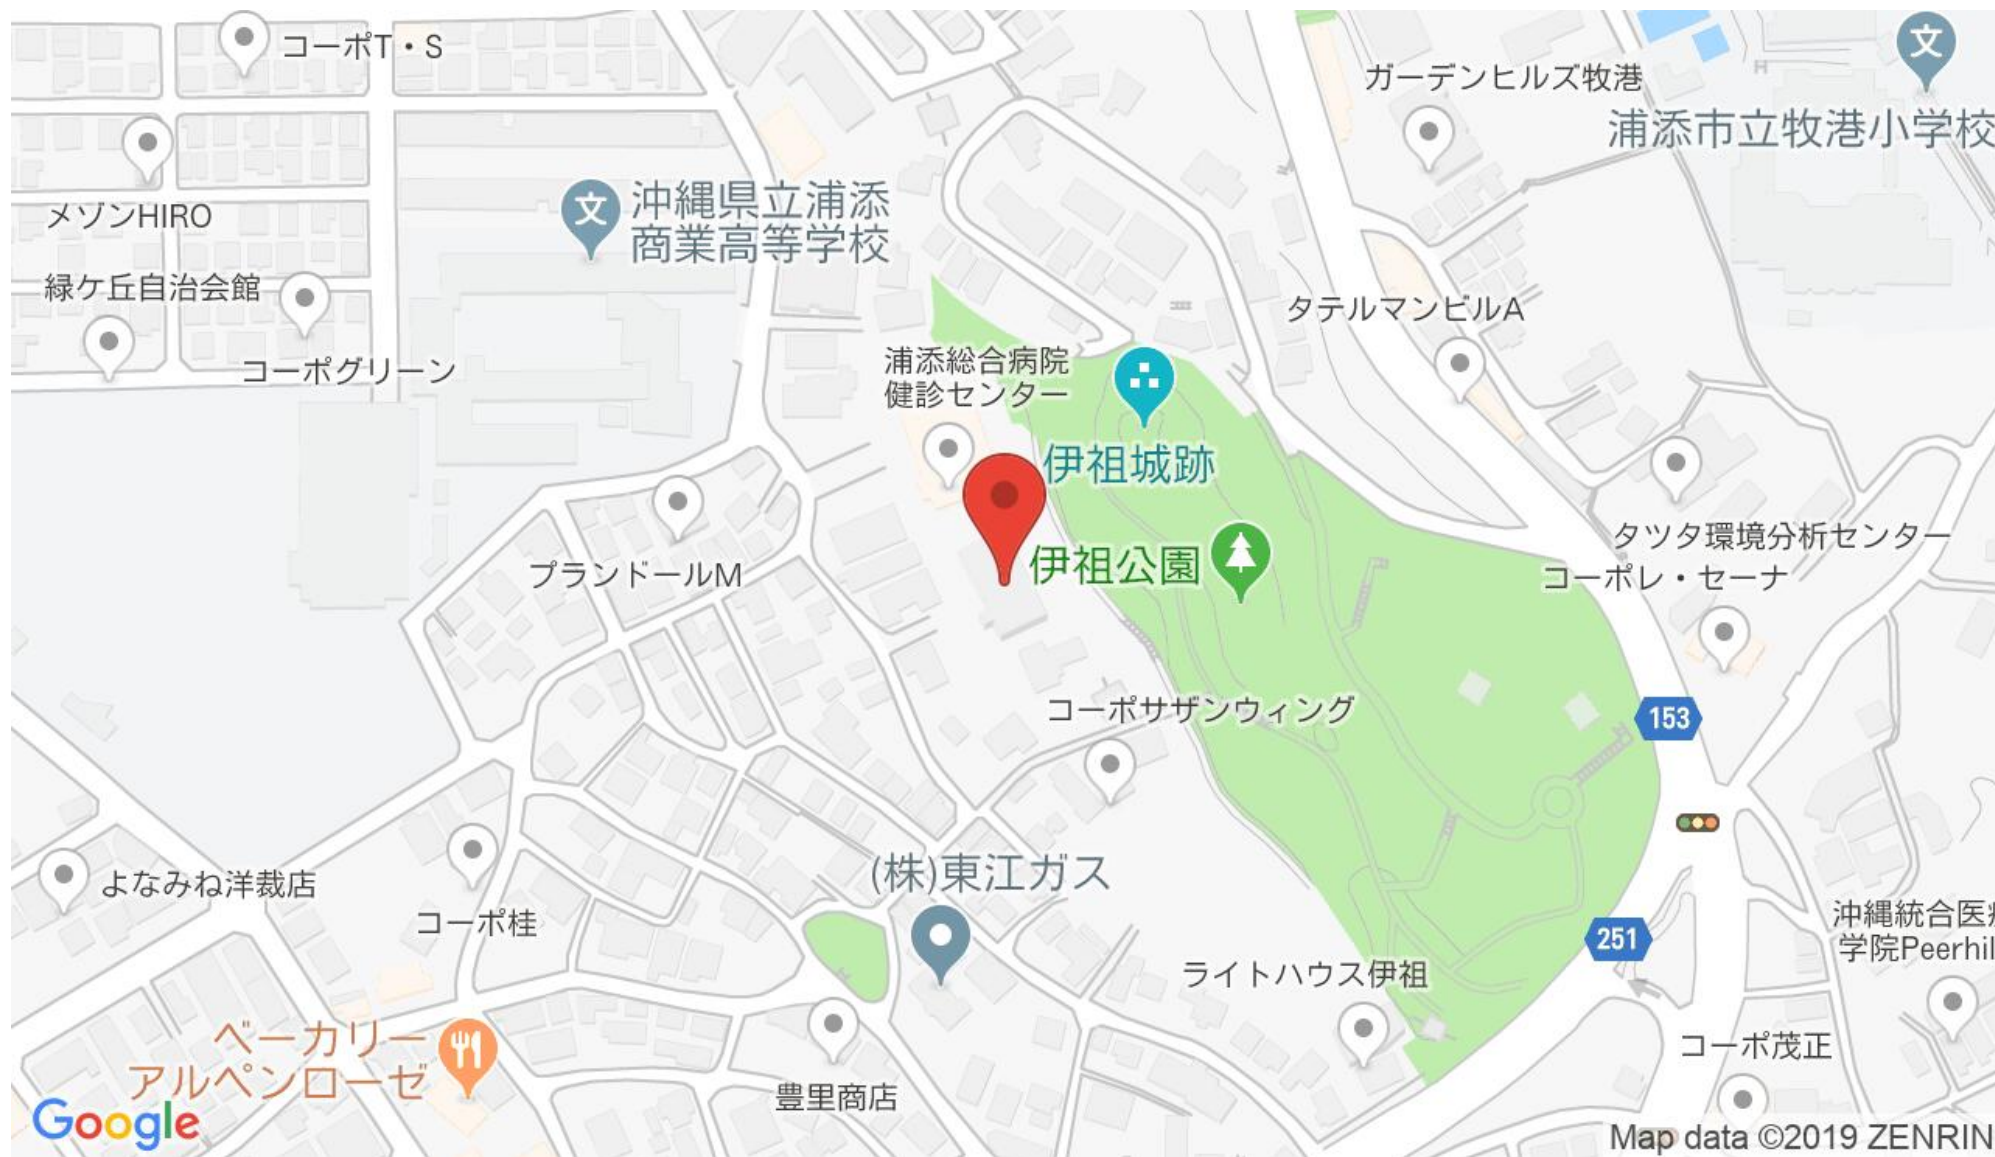 コーポT・S
ガーデンヒルズ牧港
文
浦添市立牧港小学校
文
沖縄県立浦添
商業高等学校
メゾンHIRO
緑ケ丘自治会館
コーポグリーン
タテルマンビルA
浦添総合病院
健診センター
伊祖城跡
伊祖公園
プランドールM
タツタ環境分析センター
コーポレ・セーナ
コーポサザンウィング
153
(株)東江ガス
よなみね洋裁店
コーポ桂
251
沖縄統合医療
学院Peerhil
ライトハウス伊祖
コーポ茂正
ベーカリー
アルペンローゼ
豊里商店
Google
Map data ©2019 ZENRIN